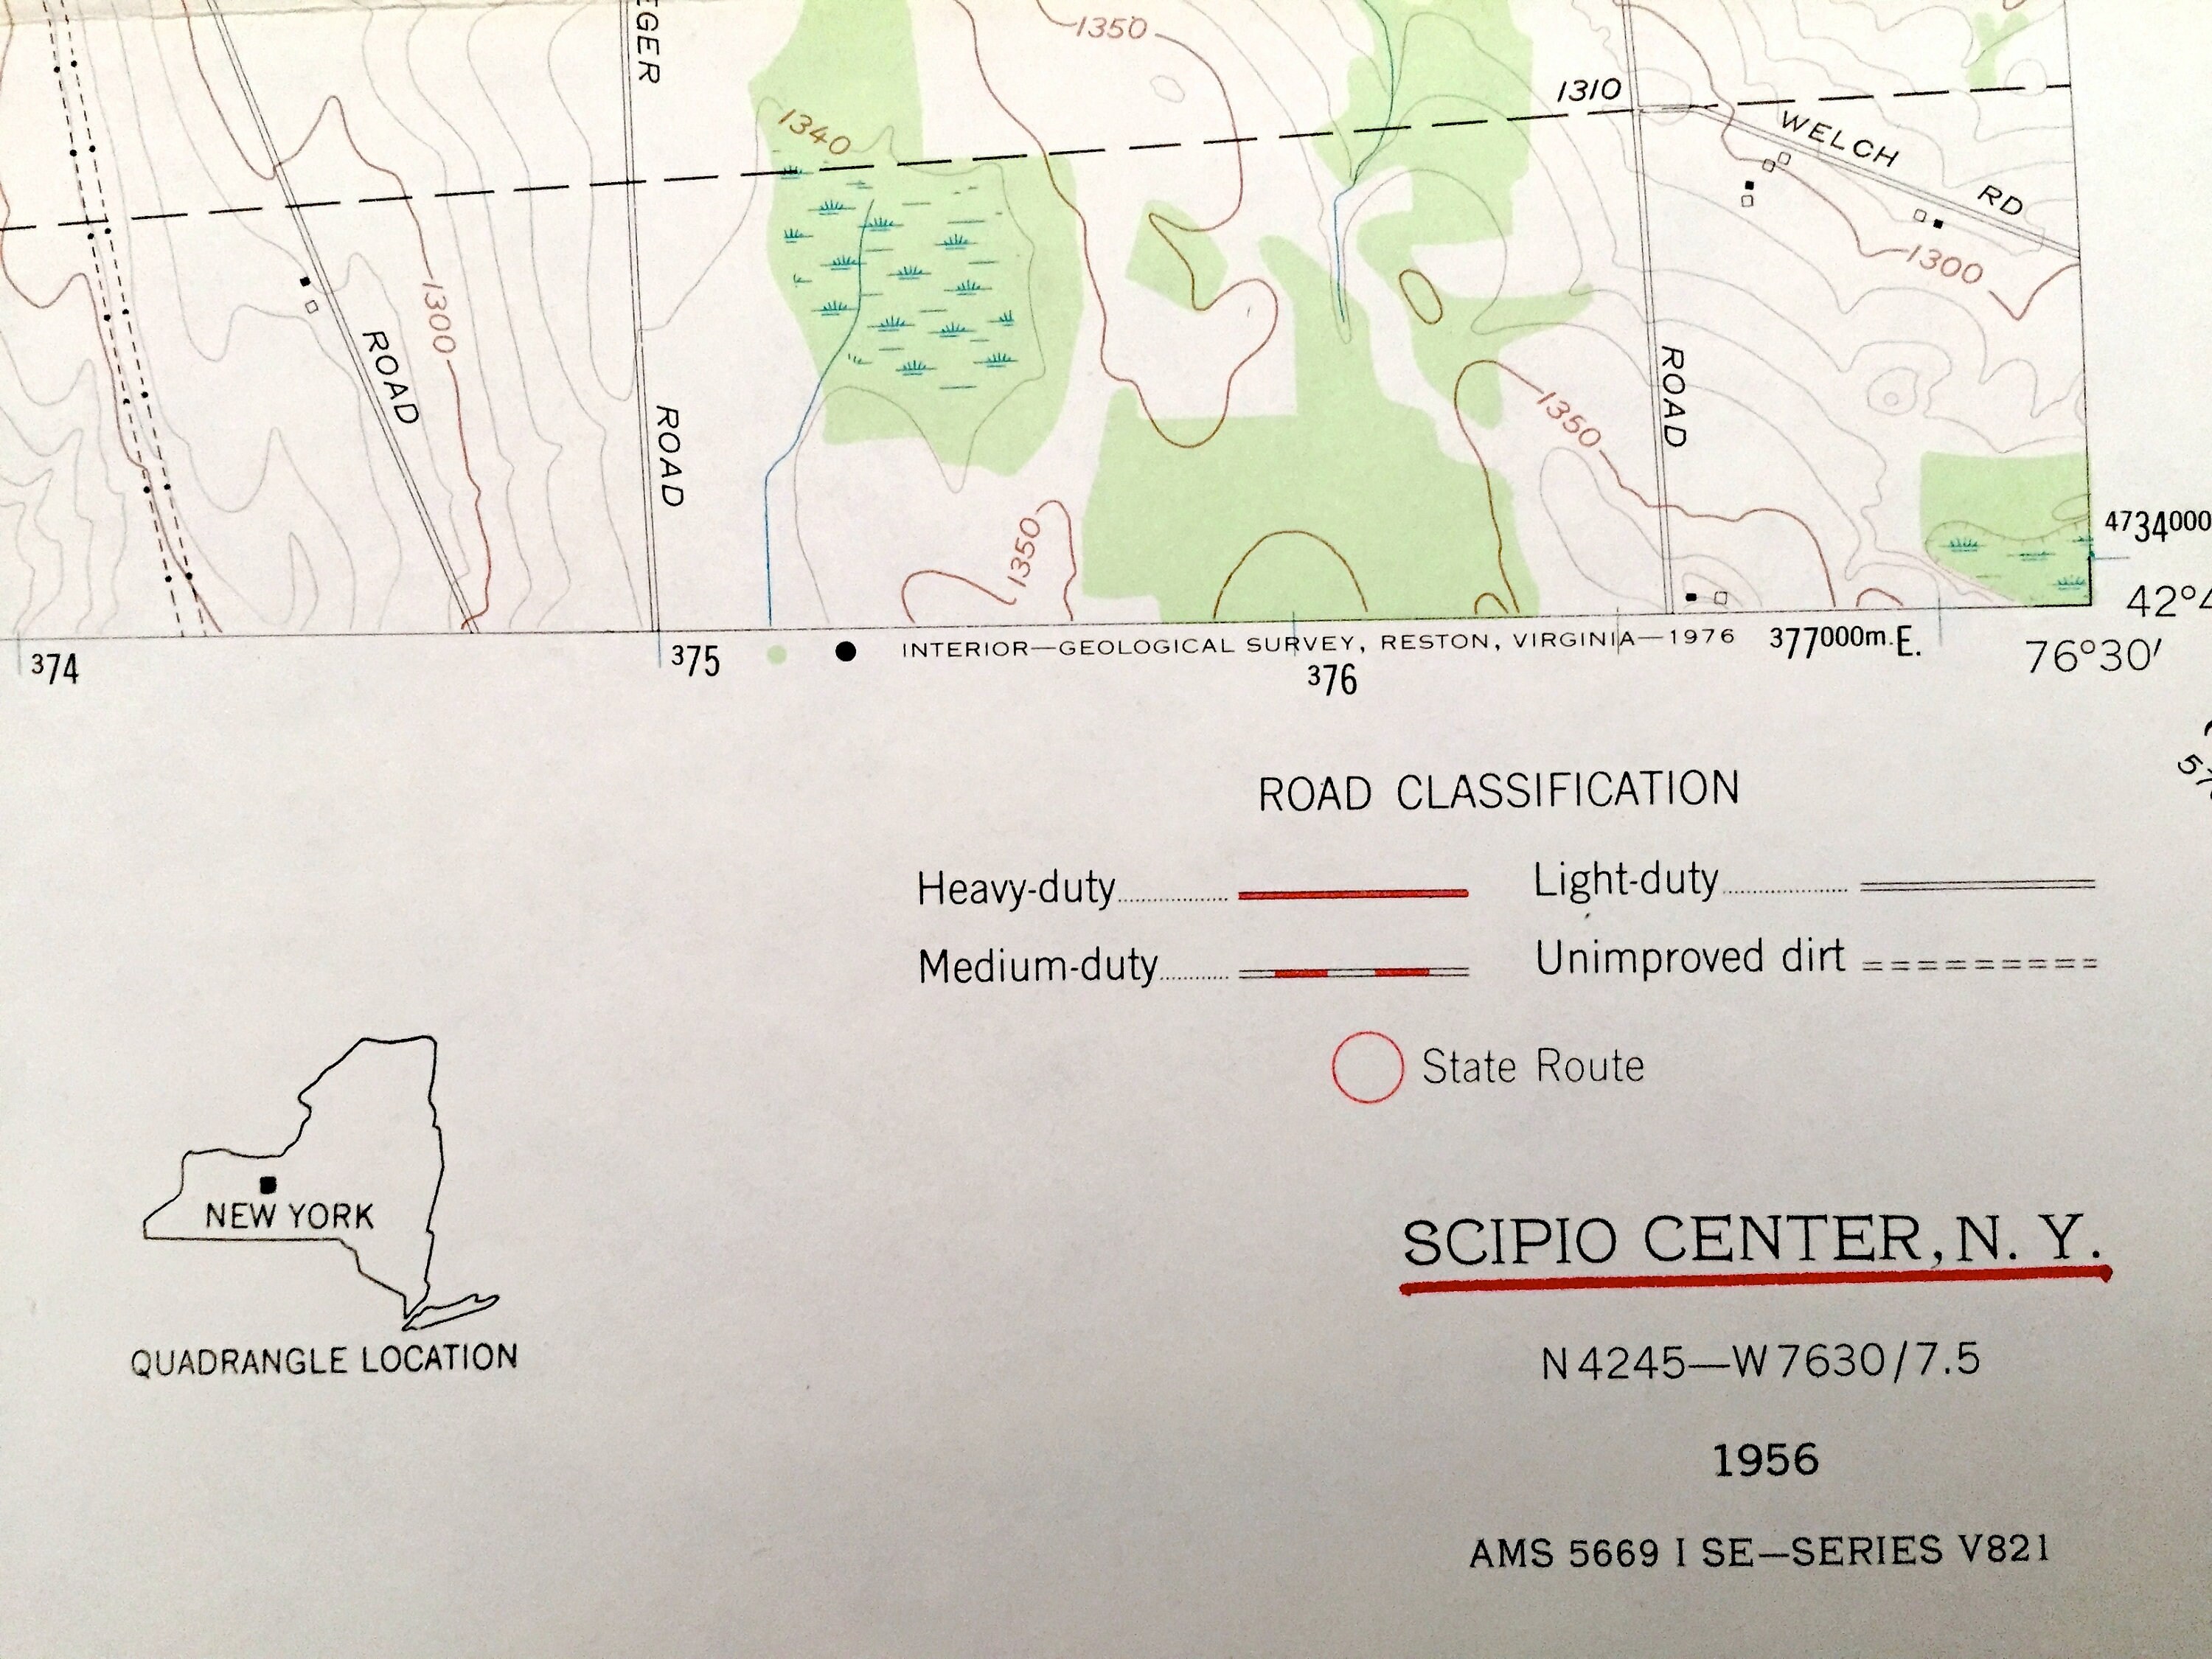 1350
1310
1340
WELCH RD
1300
1300
ROAD
ROAD
ROAD
1350
1350
4734000
42°
76°30′
374
375
INTERIOR—GEOLOGICAL SURVEY, RESTON, VIRGINIA—1976
376
377000m.E.
ROAD CLASSIFICATION
Heavy-duty
Light-duty
Medium-duty
Unimproved dirt
State Route
NEW YORK
QUADRANGLE LOCATION
SCIPIO CENTER, N. Y.
N4245—W7630/7.5
1956
AMS 5669 I SE—SERIES V821